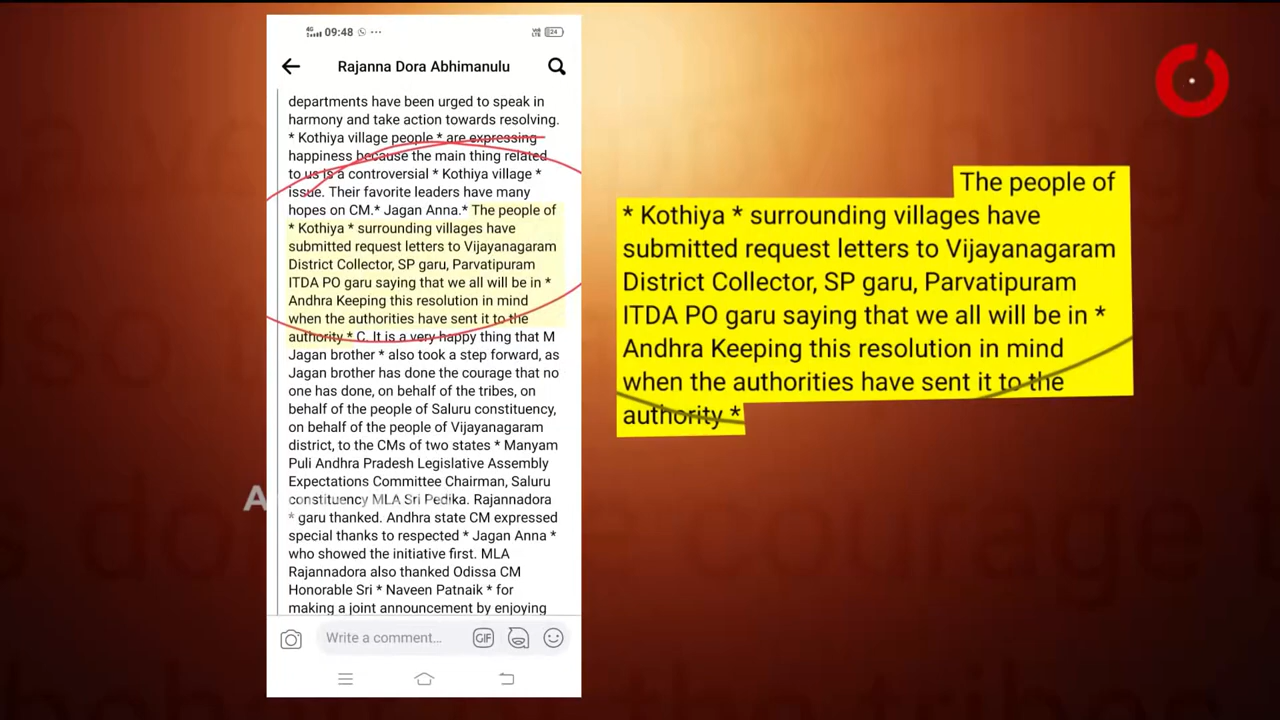 4G 09:48
VoLTE 24
Rajanna Dora Abhimanulu
departments have been urged to speak in
harmony and take action towards resolving.
* Kothiya village people * are expressing
happiness because the main thing related
to us is a controversial * Kothiya village *
issue. Their favorite leaders have many
hopes on CM.* Jagan Anna.* The people of
* Kothiya * surrounding villages have
submitted request letters to Vijayanagaram
District Collector, SP garu, Parvatipuram
ITDA PO garu saying that we all will be in *
Andhra Keeping this resolution in mind
when the authorities have sent it to the
authority * C. It is a very happy thing that M
Jagan brother * also took a step forward, as
Jagan brother has done the courage that no
one has done, on behalf of the tribes, on
behalf of the people of Saluru constituency,
on behalf of the people of Vijayanagaram
district, to the CMs of two states * Manyam
Puli Andhra Pradesh Legislative Assembly
Expectations Committee Chairman, Saluru
constituency MLA Sri Pedika. Rajannadora
* garu thanked. Andhra state CM expressed
special thanks to respected * Jagan Anna *
who showed the initiative first. MLA
Rajannadora also thanked Odissa CM
Honorable Sri * Naveen Patnaik * for
making a joint announcement by enjoying
Write a comment...
GIF
The people of
* Kothiya * surrounding villages have
submitted request letters to Vijayanagaram
District Collector, SP garu, Parvatipuram
ITDA PO garu saying that we all will be in *
Andhra Keeping this resolution in mind
when the authorities have sent it to the
authority *